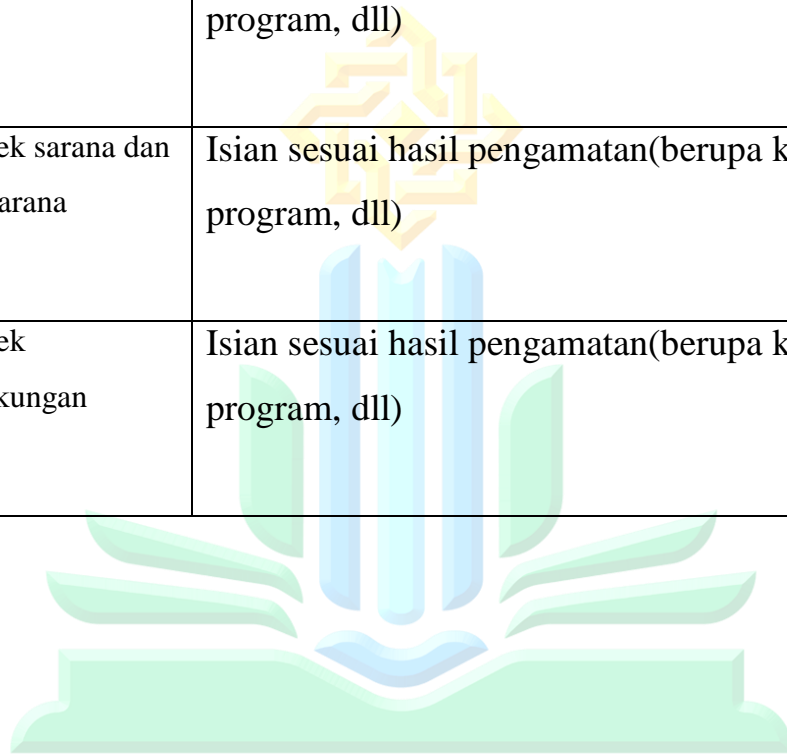 program, dll)
ek sarana dan
arana
Isian sesuai hasil pengamatan(berupa k
program, dll)
ek
kungan
Isian sesuai hasil pengamatan(berupa k
program, dll)